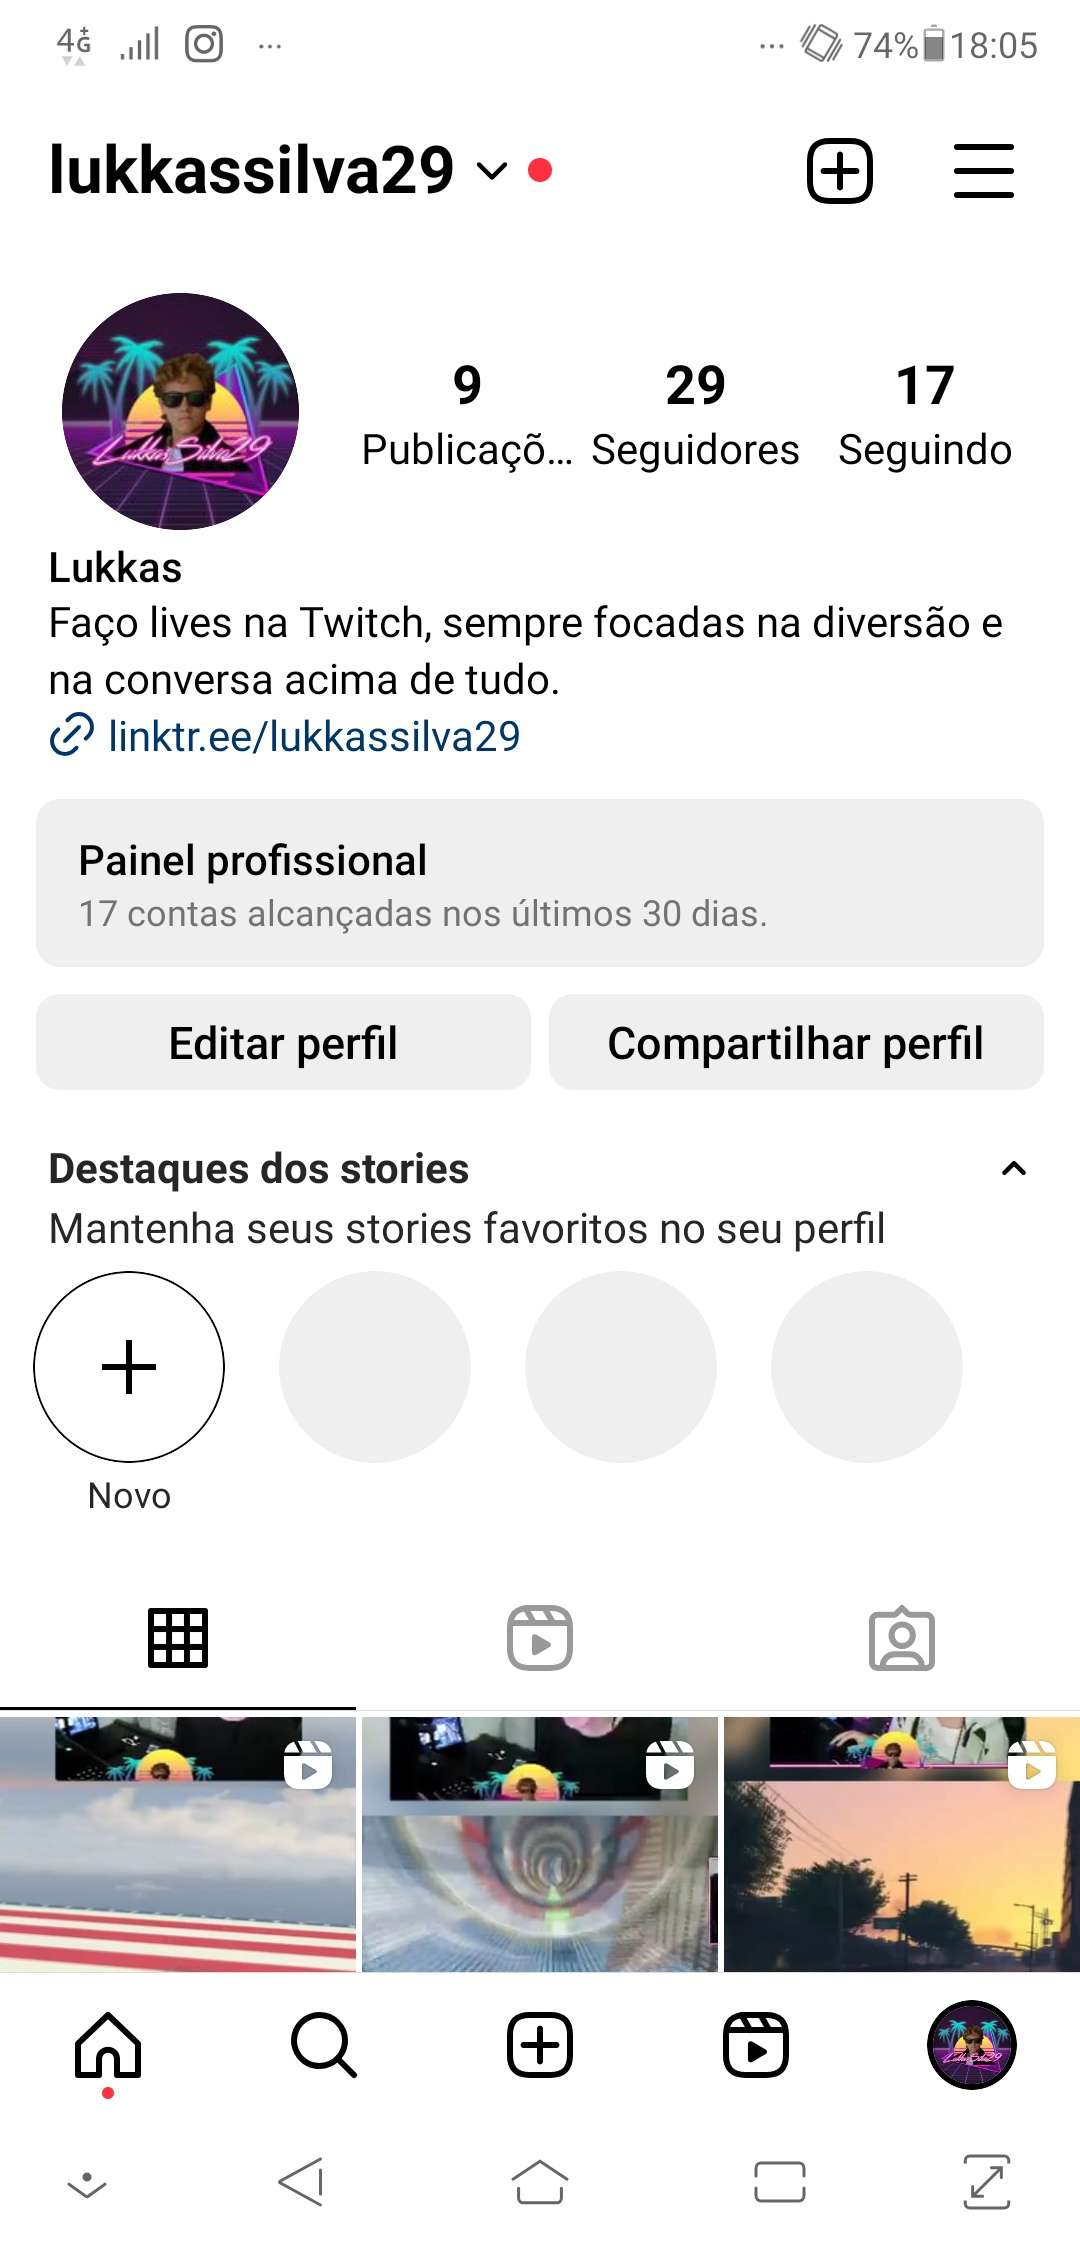 4G+ ... ... 74% 18:05
lukkassilva29
9 29 17
Publicaçõ... Seguidores Seguindo
LukkasSilva29
Lukkas
Faço lives na Twitch, sempre focadas na diversão e
na conversa acima de tudo.
linktr.ee/lukkassilva29
Painel profissional
17 contas alcançadas nos últimos 30 dias.
Editar perfil Compartilhar perfil
Destaques dos stories
Mantenha seus stories favoritos no seu perfil
Novo
LukkasSilva29